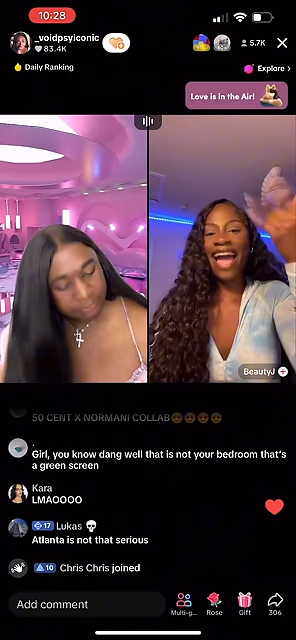 10:28
_voidpsyiconic
83.4K
5.7K
Daily Ranking
Explore >
Love is in the Air!
BeautyJ
50 CENT X NORMANI COLLAB😍😍😍😍
.
Girl, you know dang well that is not your bedroom that's
a green screen
Kara
LMAOOOO
17 Lukas 💀
Atlanta is not that serious
10 Chris Chris joined
Add comment
Multi-g...
Rose
Gift
306